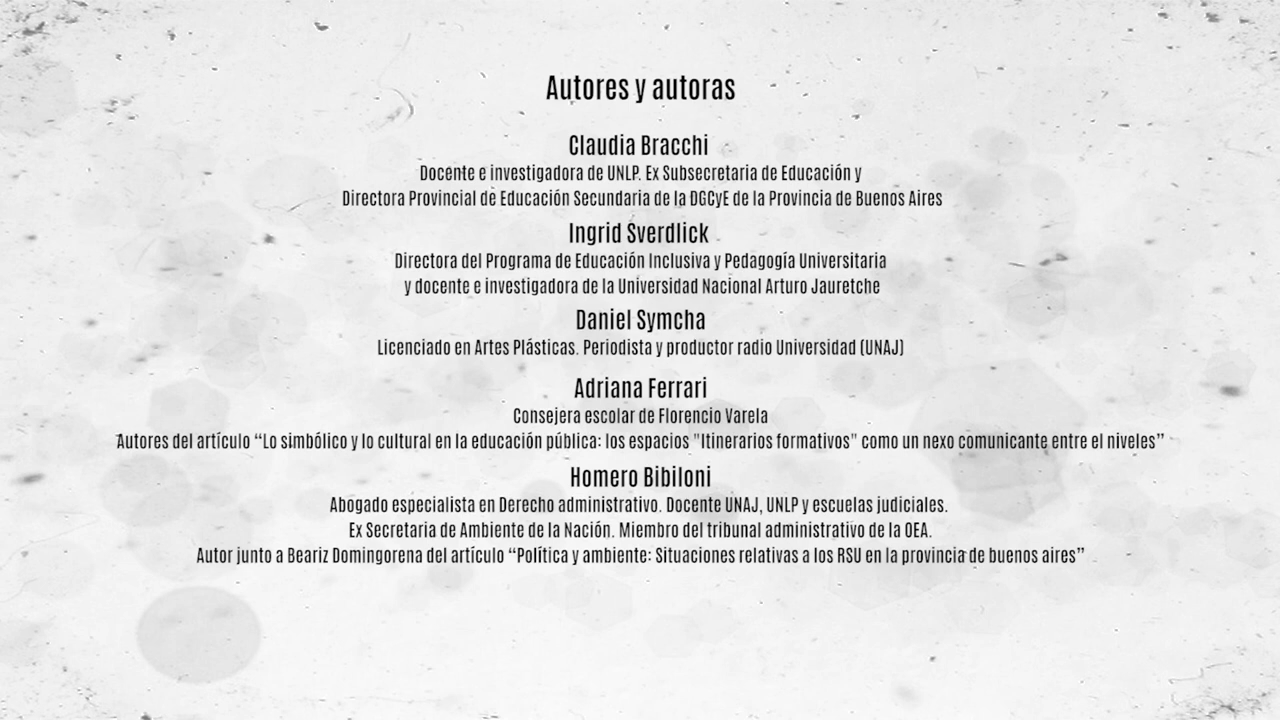 Autores y autoras
Claudia Bracchi
Docente e investigadora de UNLP. Ex Subsecretaria de Educación y
Directora Provincial de Educación Secundaria de la DGCyE de la Provincia de Buenos Aires
Ingrid Sverdlick
Directora del Programa de Educación Inclusiva y Pedagogía Universitaria
y docente e investigadora de la Universidad Nacional Arturo Jauretche
Daniel Symcha
Licenciado en Artes Plásticas. Periodista y productor radio Universidad (UNAJ)
Adriana Ferrari
Consejera escolar de Florencio Varela
Autores del artículo “Lo simbólico y lo cultural en la educación pública: los espacios "Itinerarios formativos" como un nexo comunicante entre el niveles”
Homero Bibiloni
Abogado especialista en Derecho administrativo. Docente UNAJ, UNLP y escuelas judiciales.
Ex Secretaria de Ambiente de la Nación. Miembro del tribunal administrativo de la OEA.
Autor junto a Beariz Domingorena del artículo “Política y ambiente: Situaciones relativas a los RSU en la provincia de buenos aires”